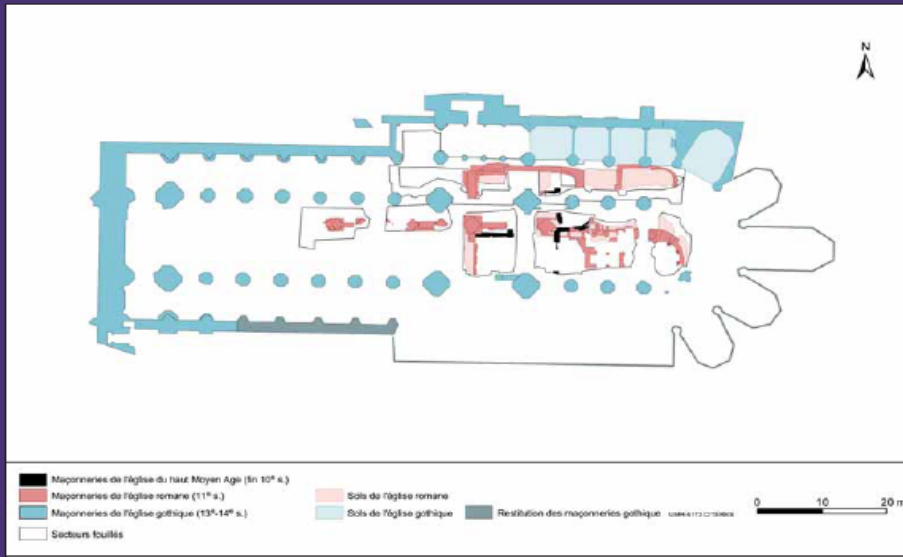 N
Maçonneries de l'église du haut Moyen Age (fin 10e s.)
Maçonneries de l'église romane (11e s.)
Sols de l'église romane
Maçonneries de l'église gothique (13e-14e s.)
Sols de l'église gothique
Restitution des maçonneries gothique
Secteurs fouillés
0 10 20 m